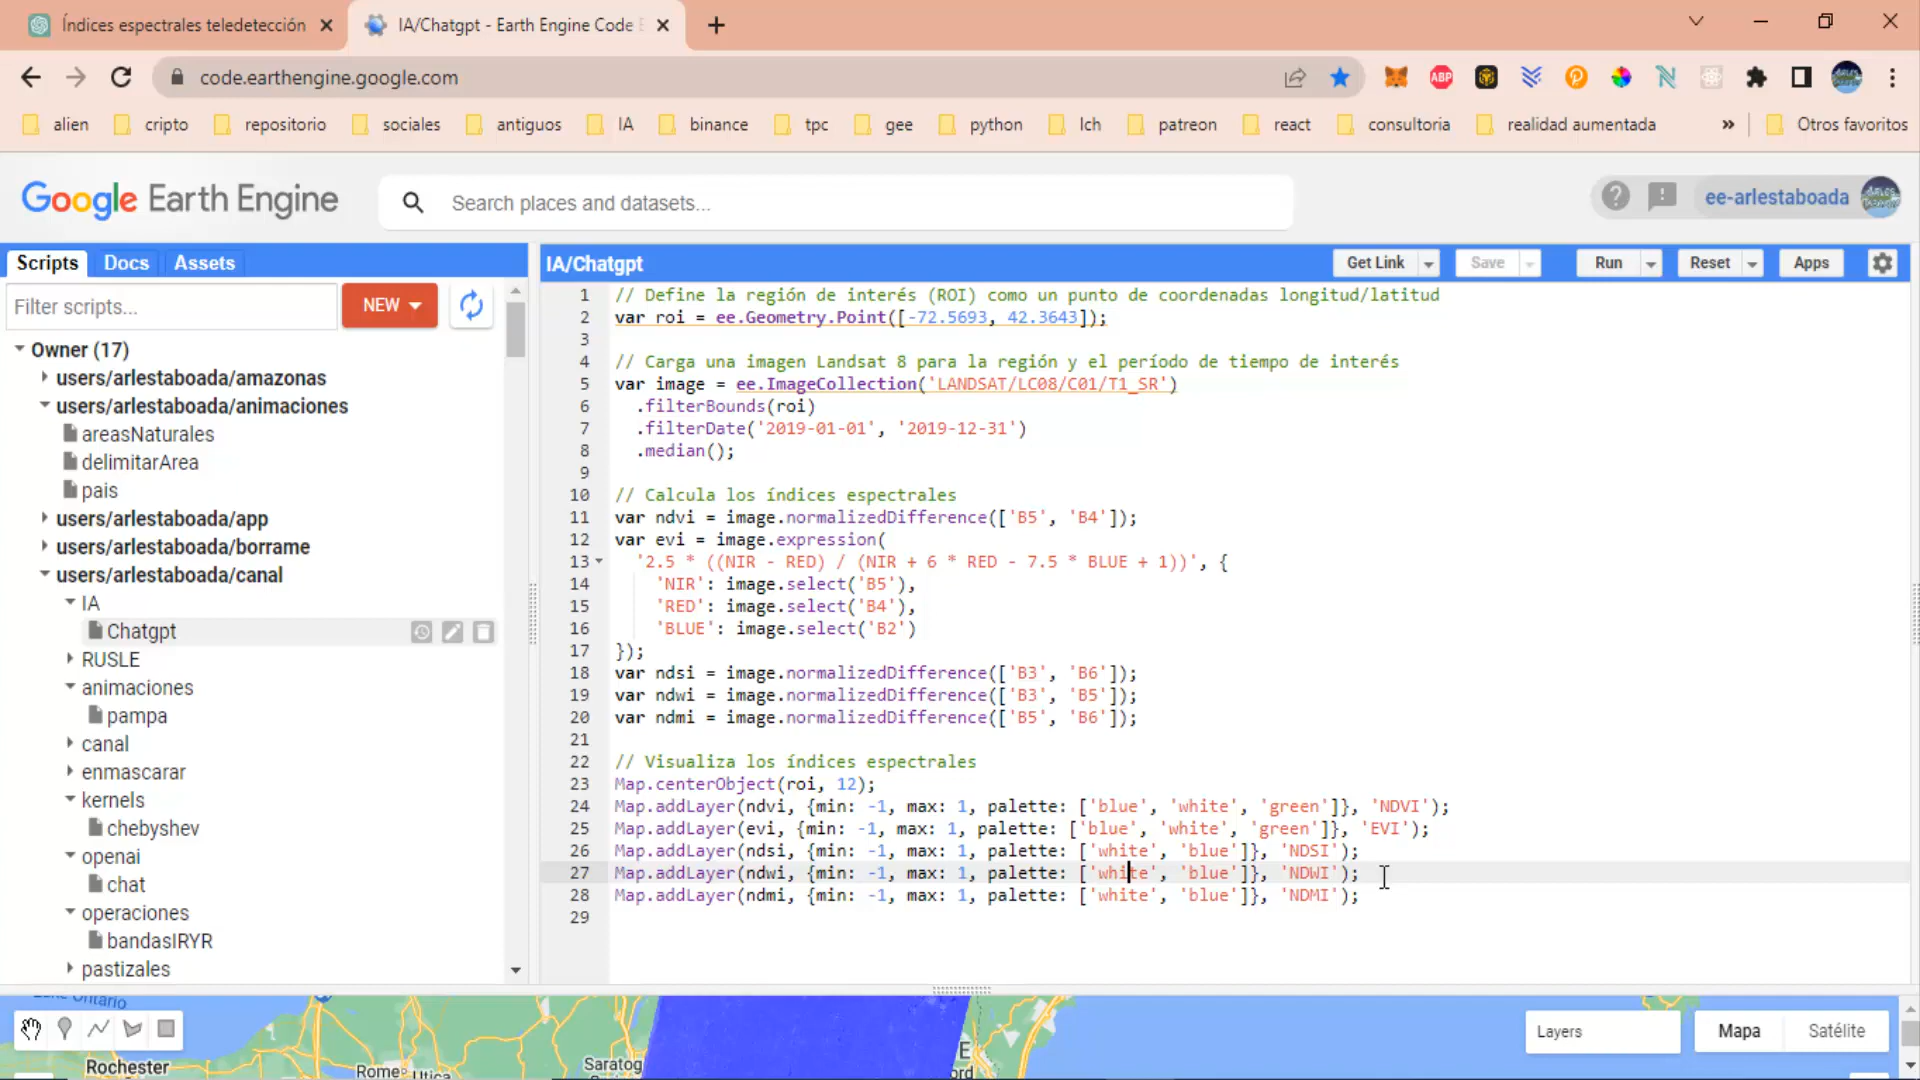 Índices espectrales teledetección
IA/Chatgpt - Earth Engine Code E
code.earthengine.google.com
ABP
alien
cripto
repositorio
sociales
antiguos
IA
binance
tpc
gee
python
lch
patreon
react
consultoria
realidad aumentada
»
Otros favoritos
Google Earth Engine
Search places and datasets...
ee-arlestaboada
Scripts
Docs
Assets
IA/Chatgpt
Get Link
Save
Run
Reset
Apps
Filter scripts...
NEW
Owner (17)
users/arlestaboada/amazonas
users/arlestaboada/animaciones
areasNaturales
delimitarArea
pais
users/arlestaboada/app
users/arlestaboada/borrame
users/arlestaboada/canal
IA
Chatgpt
RUSLE
animaciones
pampa
canal
enmascarar
kernels
chebyshev
openai
chat
operaciones
bandasIRYR
pastizales
1 // Define la región de interés (ROI) como un punto de coordenadas longitud/latitud
2 var roi = ee.Geometry.Point([-72.5693, 42.3643]);
3
4 // Carga una imagen Landsat 8 para la región y el período de tiempo de interés
5 var image = ee.ImageCollection('LANDSAT/LC08/C01/T1_SR')
6 .filterBounds(roi)
7 .filterDate('2019-01-01', '2019-12-31')
8 .median();
9
10 // Calcula los índices espectrales
11 var ndvi = image.normalizedDifference(['B5', 'B4']);
12 var evi = image.expression(
13 '2.5 * ((NIR - RED) / (NIR + 6 * RED - 7.5 * BLUE + 1))', {
14 'NIR': image.select('B5'),
15 'RED': image.select('B4'),
16 'BLUE': image.select('B2')
17 });
18 var ndsi = image.normalizedDifference(['B3', 'B6']);
19 var ndwi = image.normalizedDifference(['B3', 'B5']);
20 var ndmi = image.normalizedDifference(['B5', 'B6']);
21
22 // Visualiza los índices espectrales
23 Map.centerObject(roi, 12);
24 Map.addLayer(ndvi, {min: -1, max: 1, palette: ['blue', 'white', 'green']}, 'NDVI');
25 Map.addLayer(evi, {min: -1, max: 1, palette: ['blue', 'white', 'green']}, 'EVI');
26 Map.addLayer(ndsi, {min: -1, max: 1, palette: ['white', 'blue']}, 'NDSI');
27 Map.addLayer(ndwi, {min: -1, max: 1, palette: ['white', 'blue']}, 'NDWI');
28 Map.addLayer(ndmi, {min: -1, max: 1, palette: ['white', 'blue']}, 'NDMI');
29
Lake Ontario
Rochester
Rome
Utica
Saratog
E
ord
Layers
Mapa
Satélite